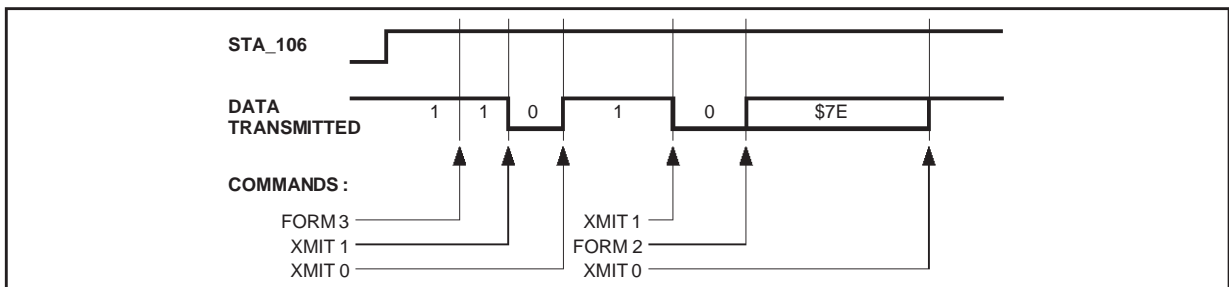 STA_106
DATA
TRANSMITTED
1 1 0 1 0 $7E
COMMANDS :
FORM 3 XMIT 1
XMIT 1 FORM 2
XMIT 0 XMIT 0